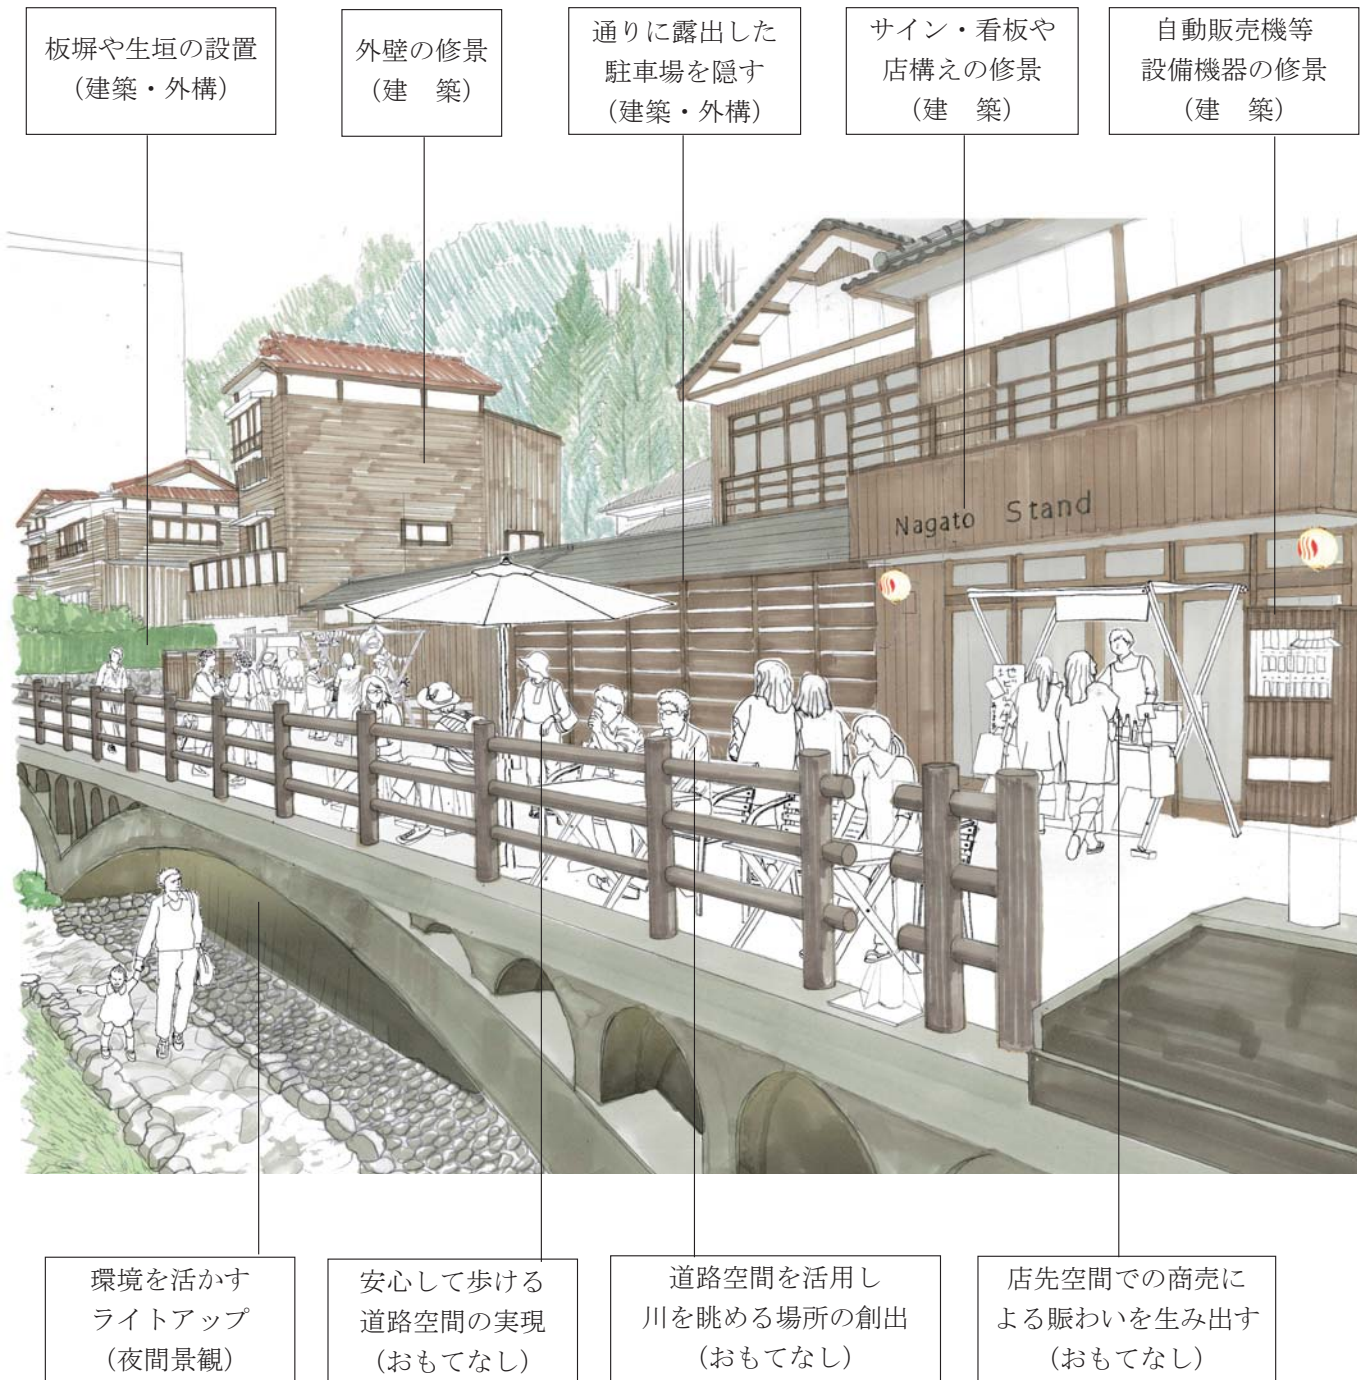 板塀や生垣の設置
（建築・外構）
外壁の修景
（建　築）
通りに露出した
駐車場を隠す
（建築・外構）
サイン・看板や
店構えの修景
（建　築）
自動販売機等
設備機器の修景
（建　築）
Nagato Stand
環境を活かす
ライトアップ
（夜間景観）
安心して歩ける
道路空間の実現
（おもてなし）
道路空間を活用し
川を眺める場所の創出
（おもてなし）
店先空間での商売に
よる賑わいを生み出す
（おもてなし）